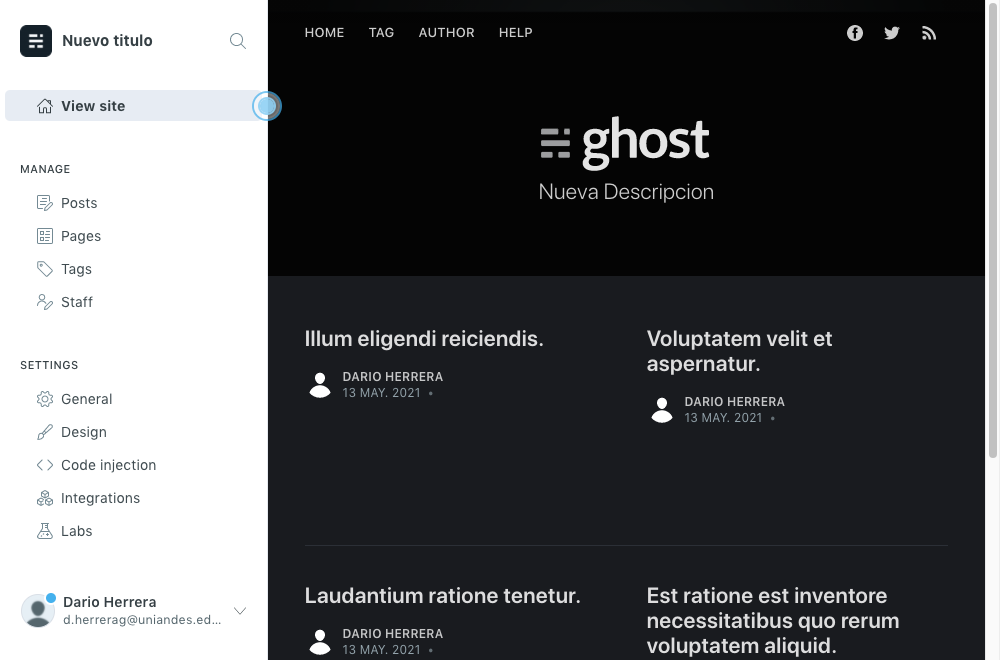 Nuevo titulo
View site
MANAGE
Posts
Pages
Tags
Staff
SETTINGS
General
Design
Code injection
Integrations
Labs
Dario Herrera
d.herrerag@uniandes.ed...
HOME TAG AUTHOR HELP
ghost
Nueva Descripcion
Illum eligendi reiciendis.
DARIO HERRERA
13 MAY. 2021 •
Voluptatem velit et
aspernatur.
DARIO HERRERA
13 MAY. 2021 •
Laudantium ratione tenetur.
DARIO HERRERA
13 MAY. 2021 •
Est ratione est inventore
necessitatibus quo rerum
voluptatem aliquid.